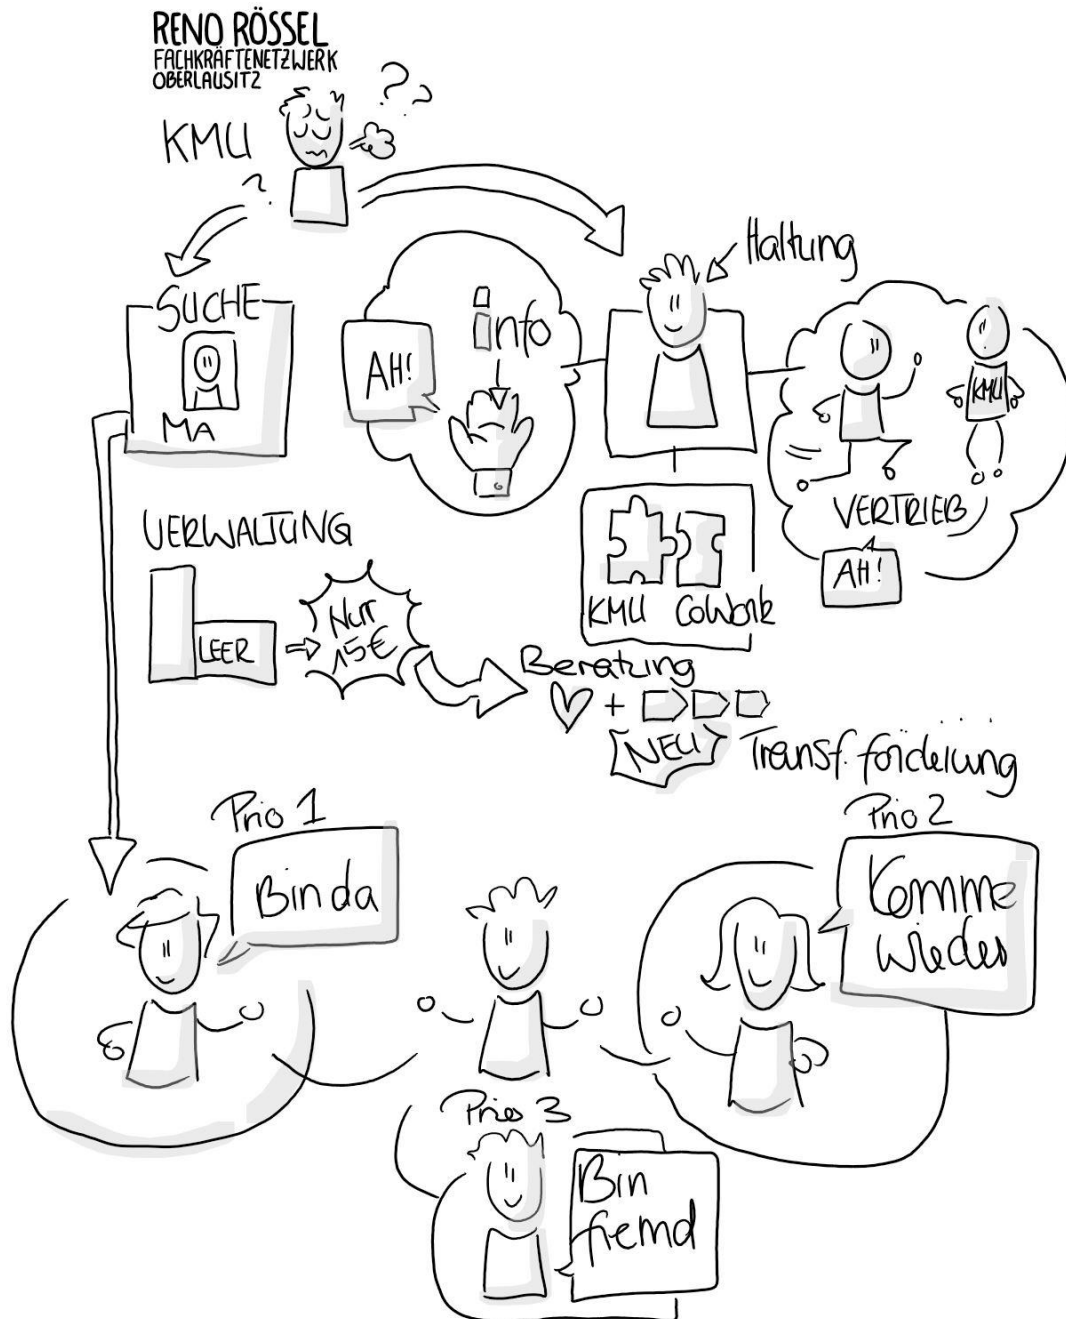 RENO RÖSSEL
FACHKRÄFTENETZWERK
OBERLAUSITZ
KMU
? ?
?
SUCHE
MA
AH!
info
Haltung
KMU
VERTRIEB
AH!
KMU CoWork
VERWALTUNG
LEER
Nur
15€
Beratung
+
NEU
Transf. förderung
Prio 1
Bin da
Prio 2
Komme
wieder
Prio 3
Bin
fremd